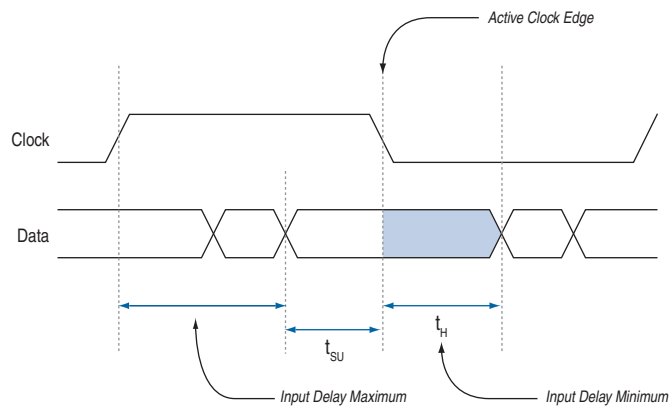 Active Clock Edge
Clock
Data
tSU
tH
Input Delay Maximum
Input Delay Minimum